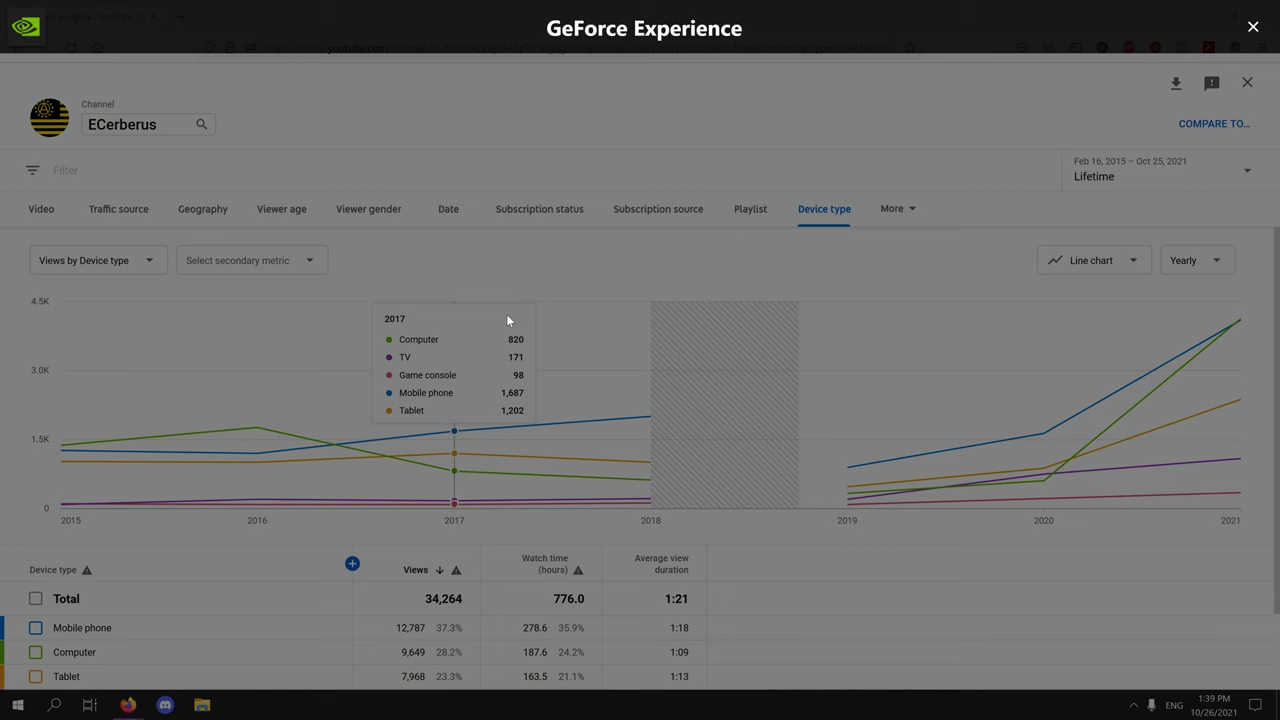 GeForce Experience
youtube.com
Channel
ECerberus
COMPARE TO...
Filter
Feb 16, 2015 – Oct 25, 2021
Lifetime
Video Traffic source Geography Viewer age Viewer gender Date Subscription status Subscription source Playlist Device type More
Views by Device type Select secondary metric Line chart Yearly
4.5K
2017
Computer 820
TV 171
3.0K
Game console 98
Mobile phone 1,687
Tablet 1,202
1.5K
0
2015 2016 2017 2018 2019 2020 2021
Device type Views Watch time (hours) Average view duration
Total 34,264 776.0 1:21
Mobile phone 12,787 37.3% 278.6 35.9% 1:18
Computer 9,649 28.2% 187.6 24.2% 1:09
Tablet 7,968 23.3% 163.5 21.1% 1:13
ENG 1:39 PM
10/26/2021